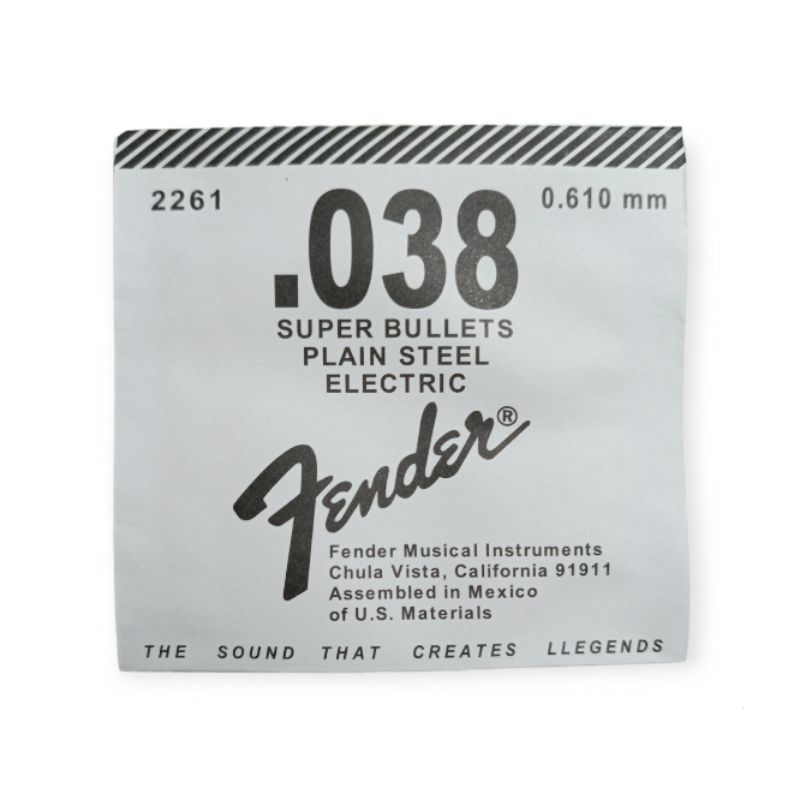 2261 .038 0.610 mm
SUPER BULLETS
PLAIN STEEL
ELECTRIC
Fender®
Fender Musical Instruments
Chula Vista, California 91911
Assembled in Mexico
of U.S. Materials
THE SOUND THAT CREATES LLEGENDS